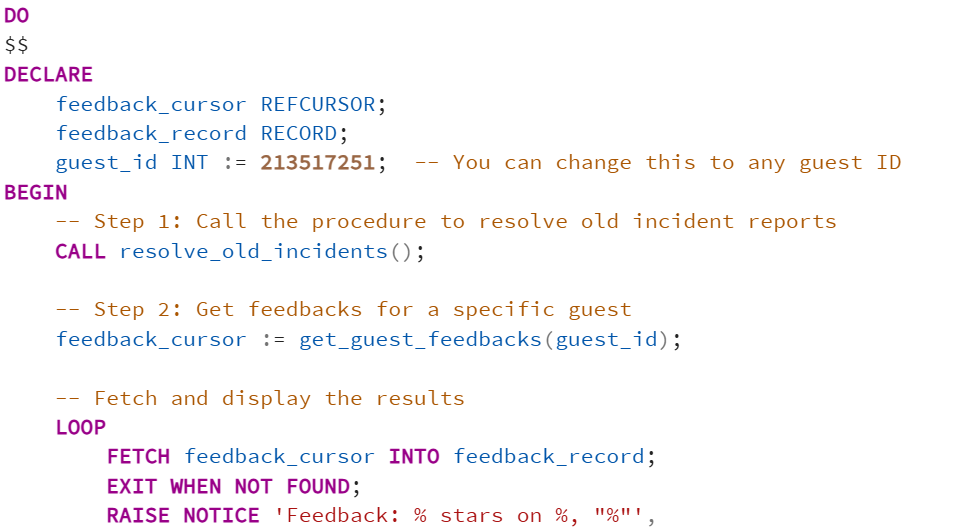 DO
$$
DECLARE
    feedback_cursor REFCURSOR;
    feedback_record RECORD;
    guest_id INT := 213517251;  -- You can change this to any guest ID
BEGIN
    -- Step 1: Call the procedure to resolve old incident reports
    CALL resolve_old_incidents();
    -- Step 2: Get feedbacks for a specific guest
    feedback_cursor := get_guest_feedbacks(guest_id);
    -- Fetch and display the results
    LOOP
        FETCH feedback_cursor INTO feedback_record;
        EXIT WHEN NOT FOUND;
        RAISE NOTICE 'Feedback: % stars on %, "%"',